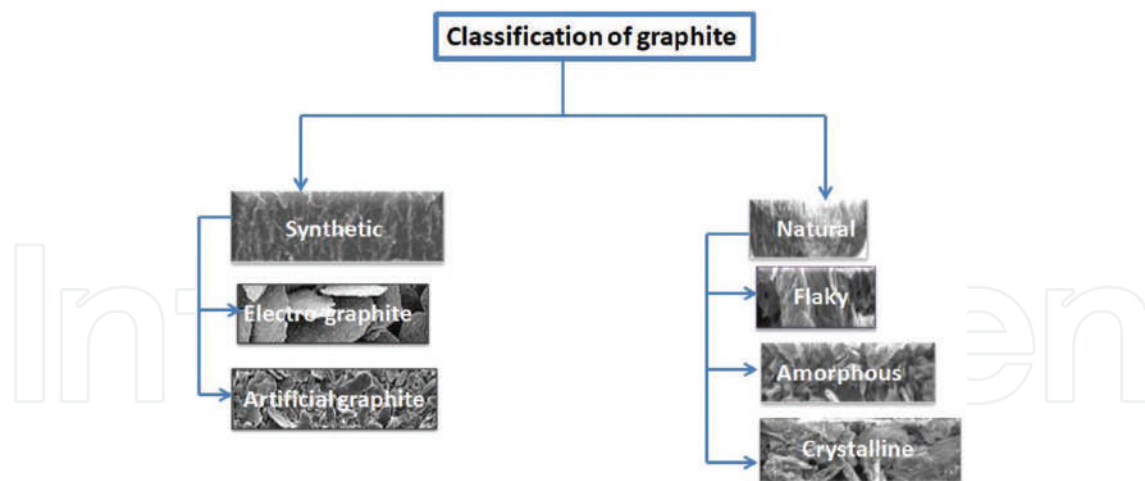 Classification of graphite
Synthetic
Electro-graphite
Artificial graphite
Natural
Flaky
Amorphous
Crystalline